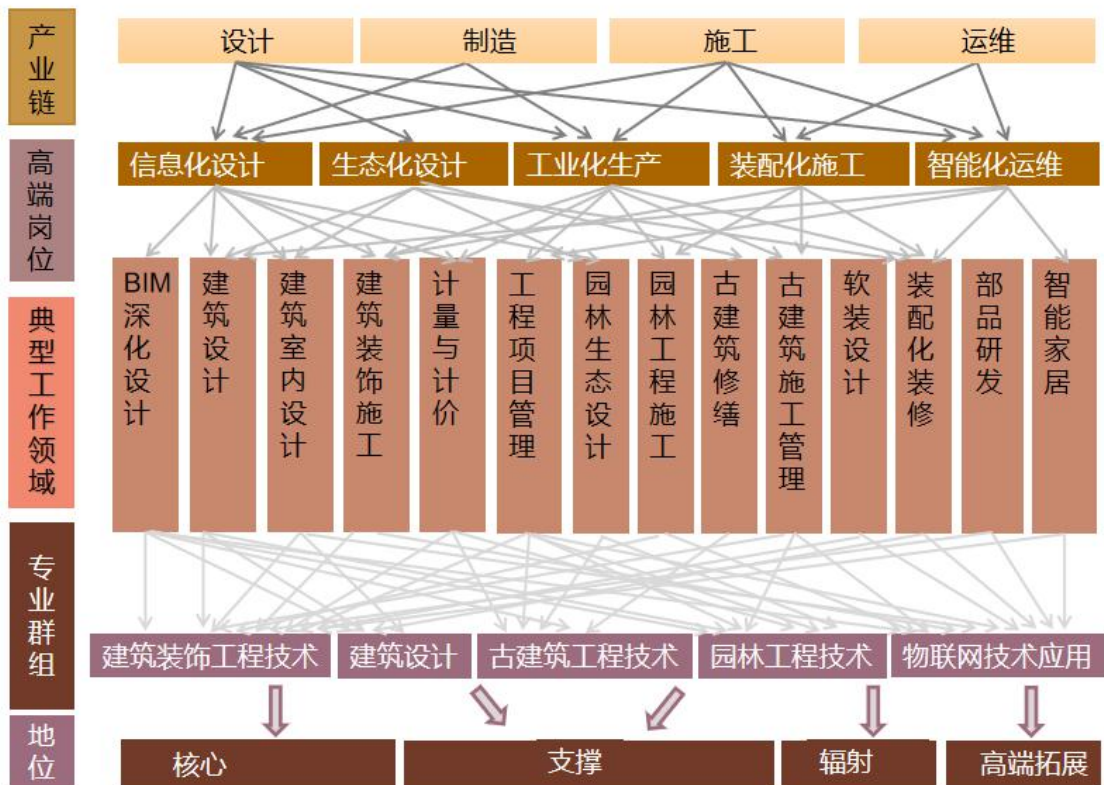 产业链
设计
制造
施工
运维
高端岗位
信息化设计
生态化设计
工业化生产
装配化施工
智能化运维
典型工作领域
BIM深化设计
建筑设计
建筑室内设计
建筑装饰施工
计量与计价
工程项目管理
园林生态设计
园林工程施工
古建筑修缮
古建筑施工管理
软装设计
装配化装修
部品研发
智能家居
专业群组
建筑装饰工程技术
建筑设计
古建筑工程技术
园林工程技术
物联网技术应用
地位
核心
支撑
辐射
高端拓展